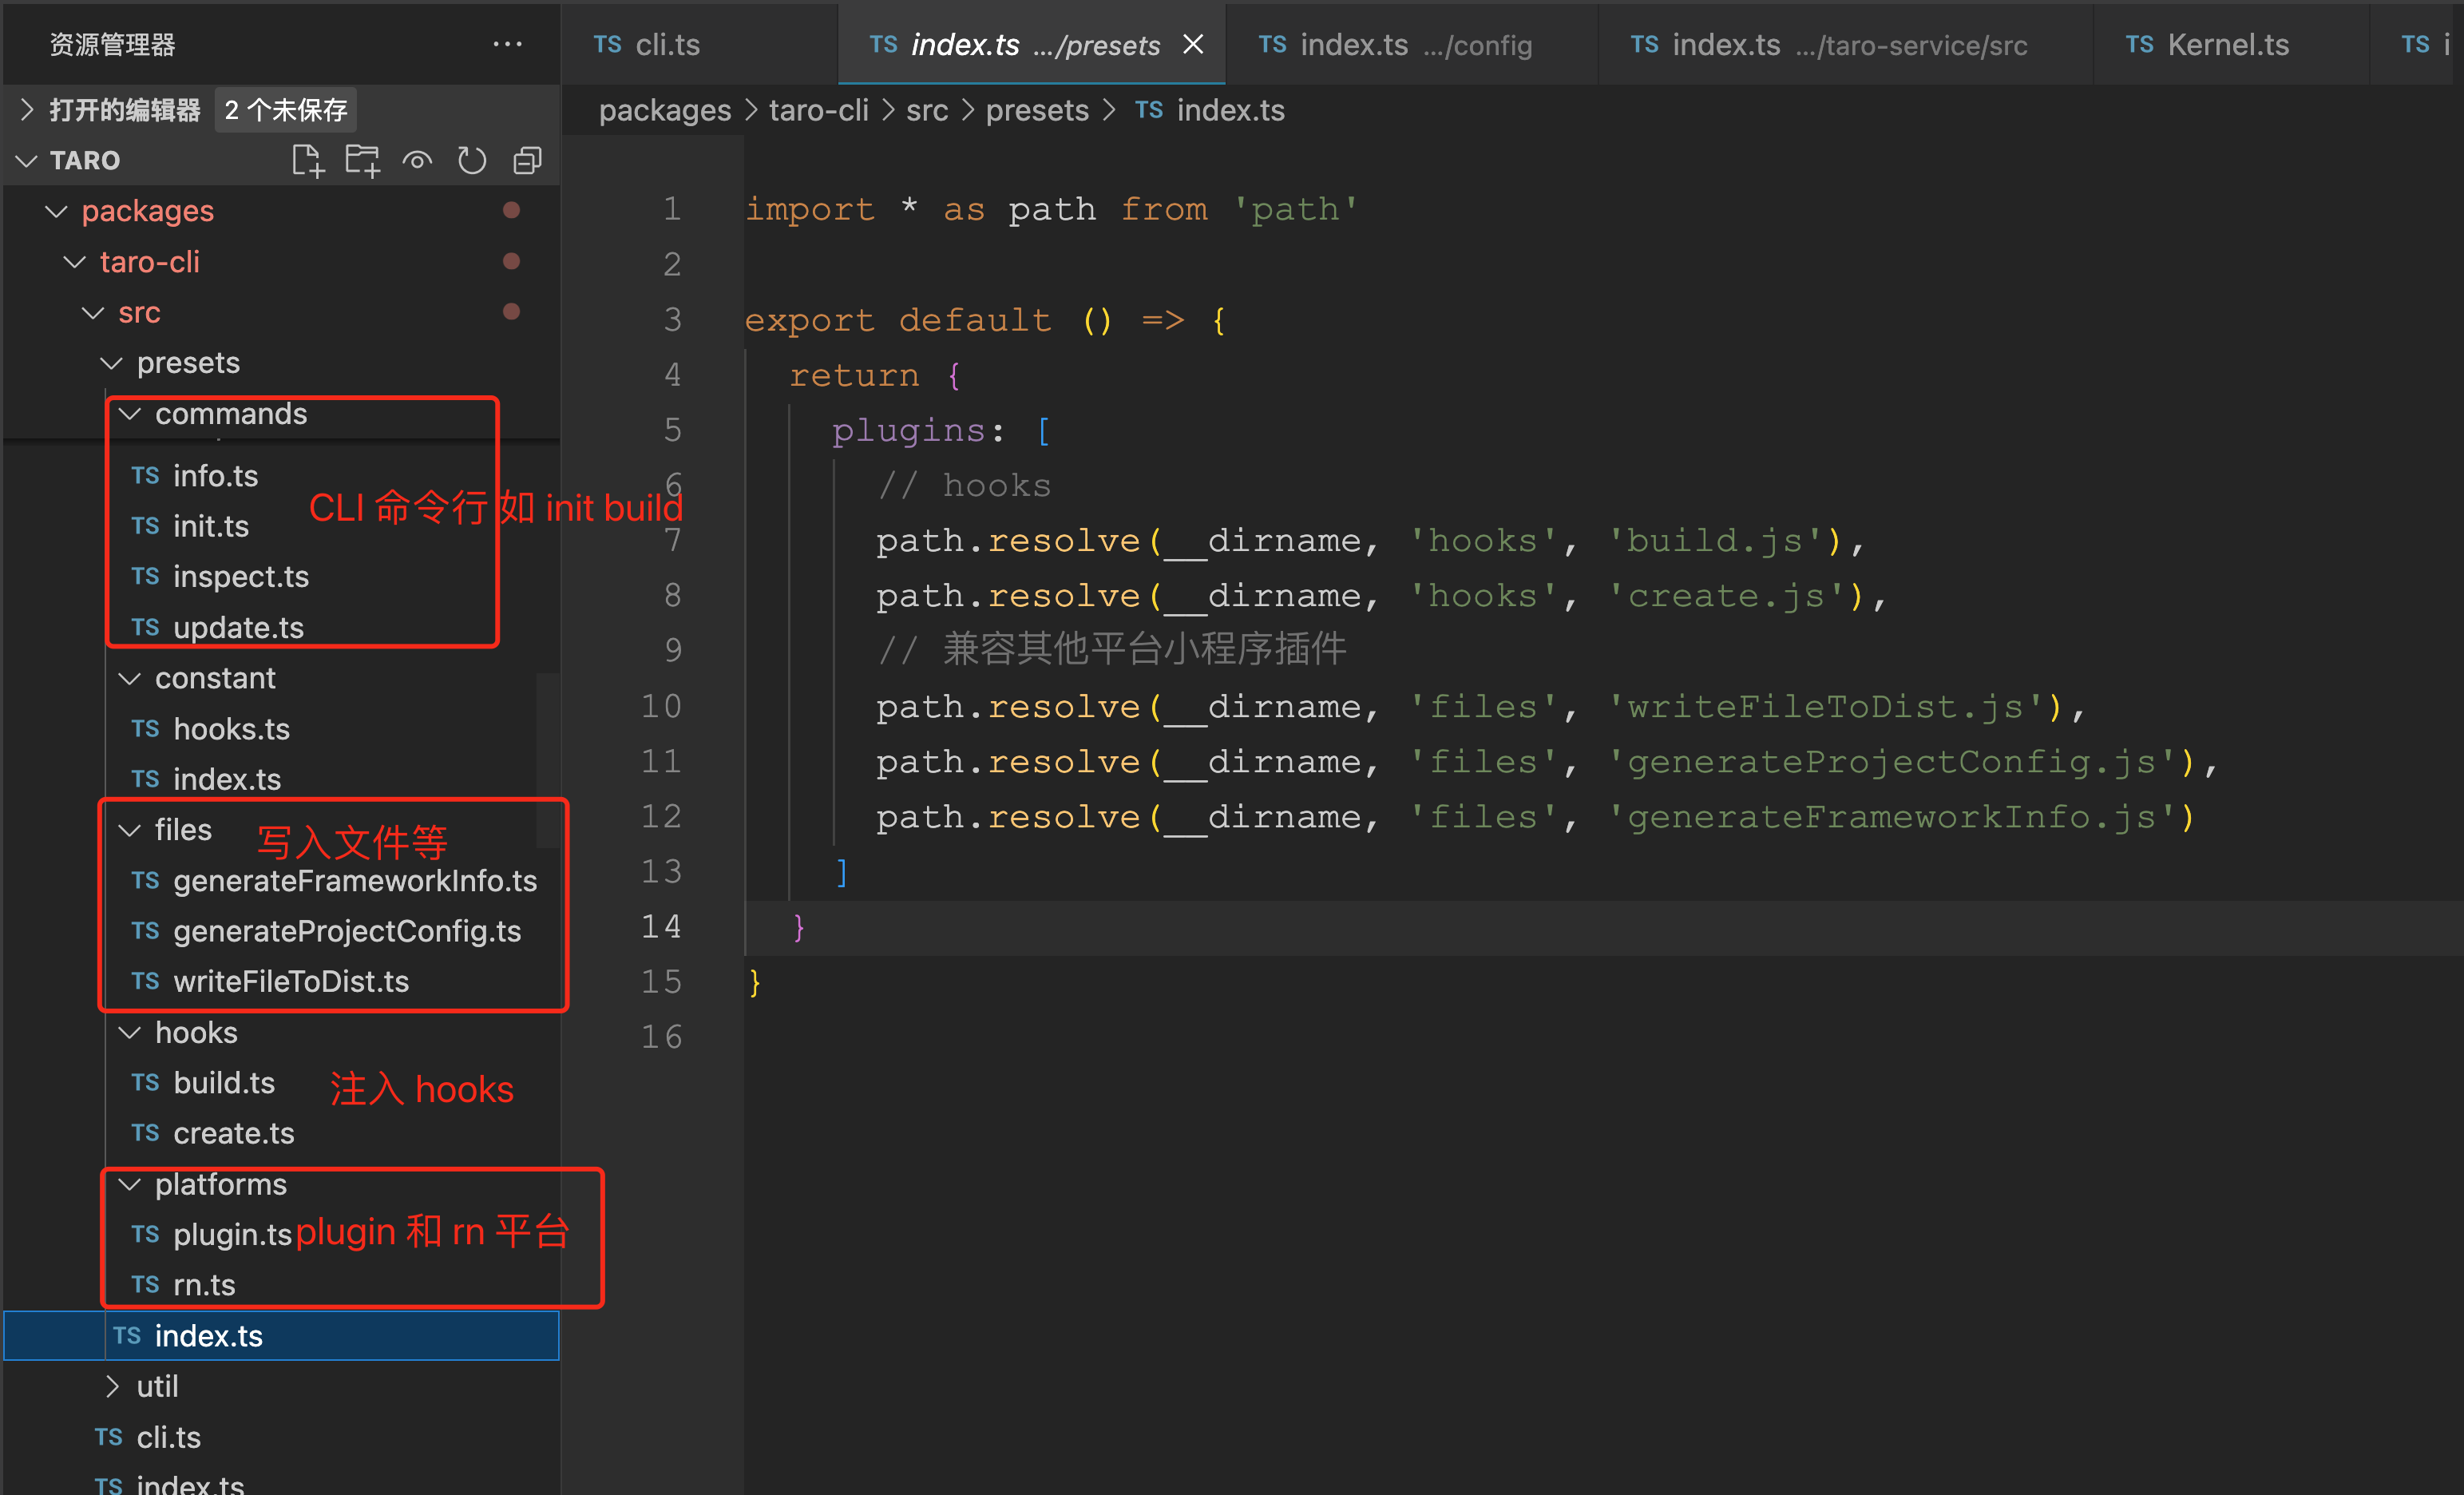 资源管理器 ···
TS cli.ts
TS index.ts .../presets
TS index.ts .../config
TS index.ts .../taro-service/src
TS Kernel.ts
TS i
打开的编辑器 2 个未保存
packages > taro-cli > src > presets > TS index.ts
TARO
packages
taro-cli
src
presets
commands
TS info.ts
TS init.ts
CLI 命令行 如 init build
TS inspect.ts
TS update.ts
constant
TS hooks.ts
TS index.ts
files
写入文件等
TS generateFrameworkInfo.ts
TS generateProjectConfig.ts
TS writeFileToDist.ts
hooks
TS build.ts
注入 hooks
TS create.ts
platforms
TS plugin.ts
plugin 和 rn 平台
TS rn.ts
TS index.ts
util
TS cli.ts
TS index.ts
1 import * as path from 'path'
2
3 export default () => {
4 return {
5 plugins: [
6 // hooks
7 path.resolve(__dirname, 'hooks', 'build.js'),
8 path.resolve(__dirname, 'hooks', 'create.js'),
9 // 兼容其他平台小程序插件
10 path.resolve(__dirname, 'files', 'writeFileToDist.js'),
11 path.resolve(__dirname, 'files', 'generateProjectConfig.js'),
12 path.resolve(__dirname, 'files', 'generateFrameworkInfo.js')
13 ]
14 }
15 }
16